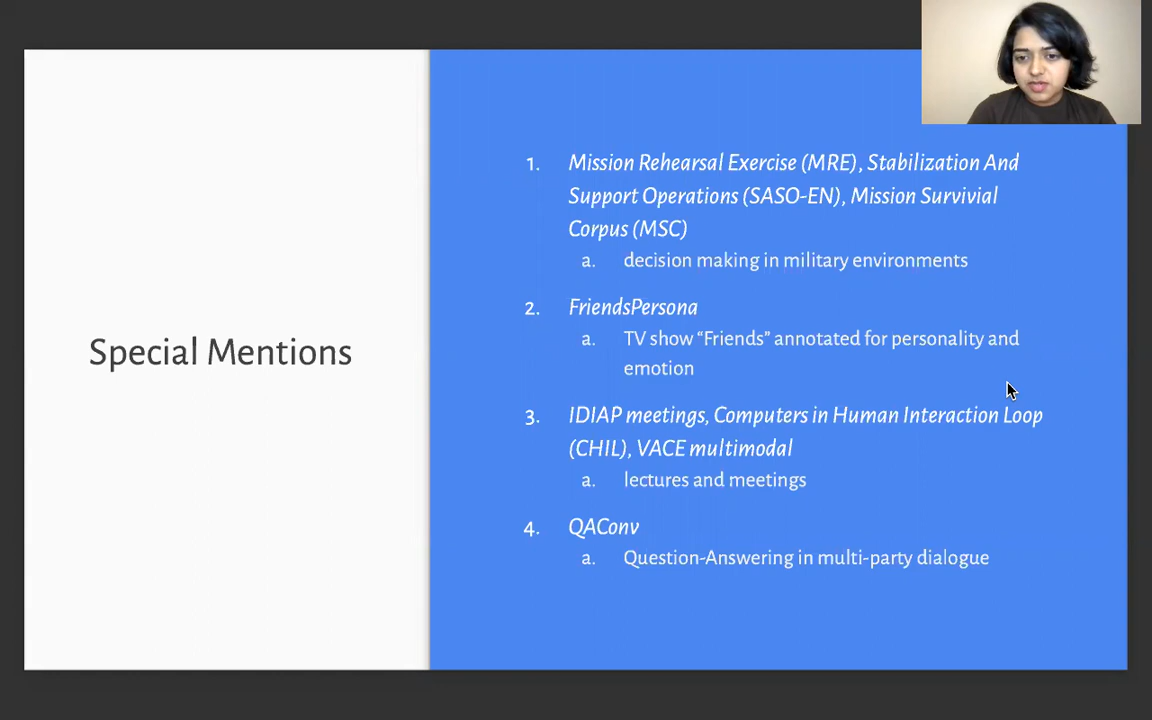 Special Mentions
1. Mission Rehearsal Exercise (MRE), Stabilization And
Support Operations (SASO-EN), Mission Survivial
Corpus (MSC)
a. decision making in military environments
2. FriendsPersona
a. TV show “Friends” annotated for personality and
emotion
3. IDIAP meetings, Computers in Human Interaction Loop
(CHIL), VACE multimodal
a. lectures and meetings
4. QAConv
a. Question-Answering in multi-party dialogue